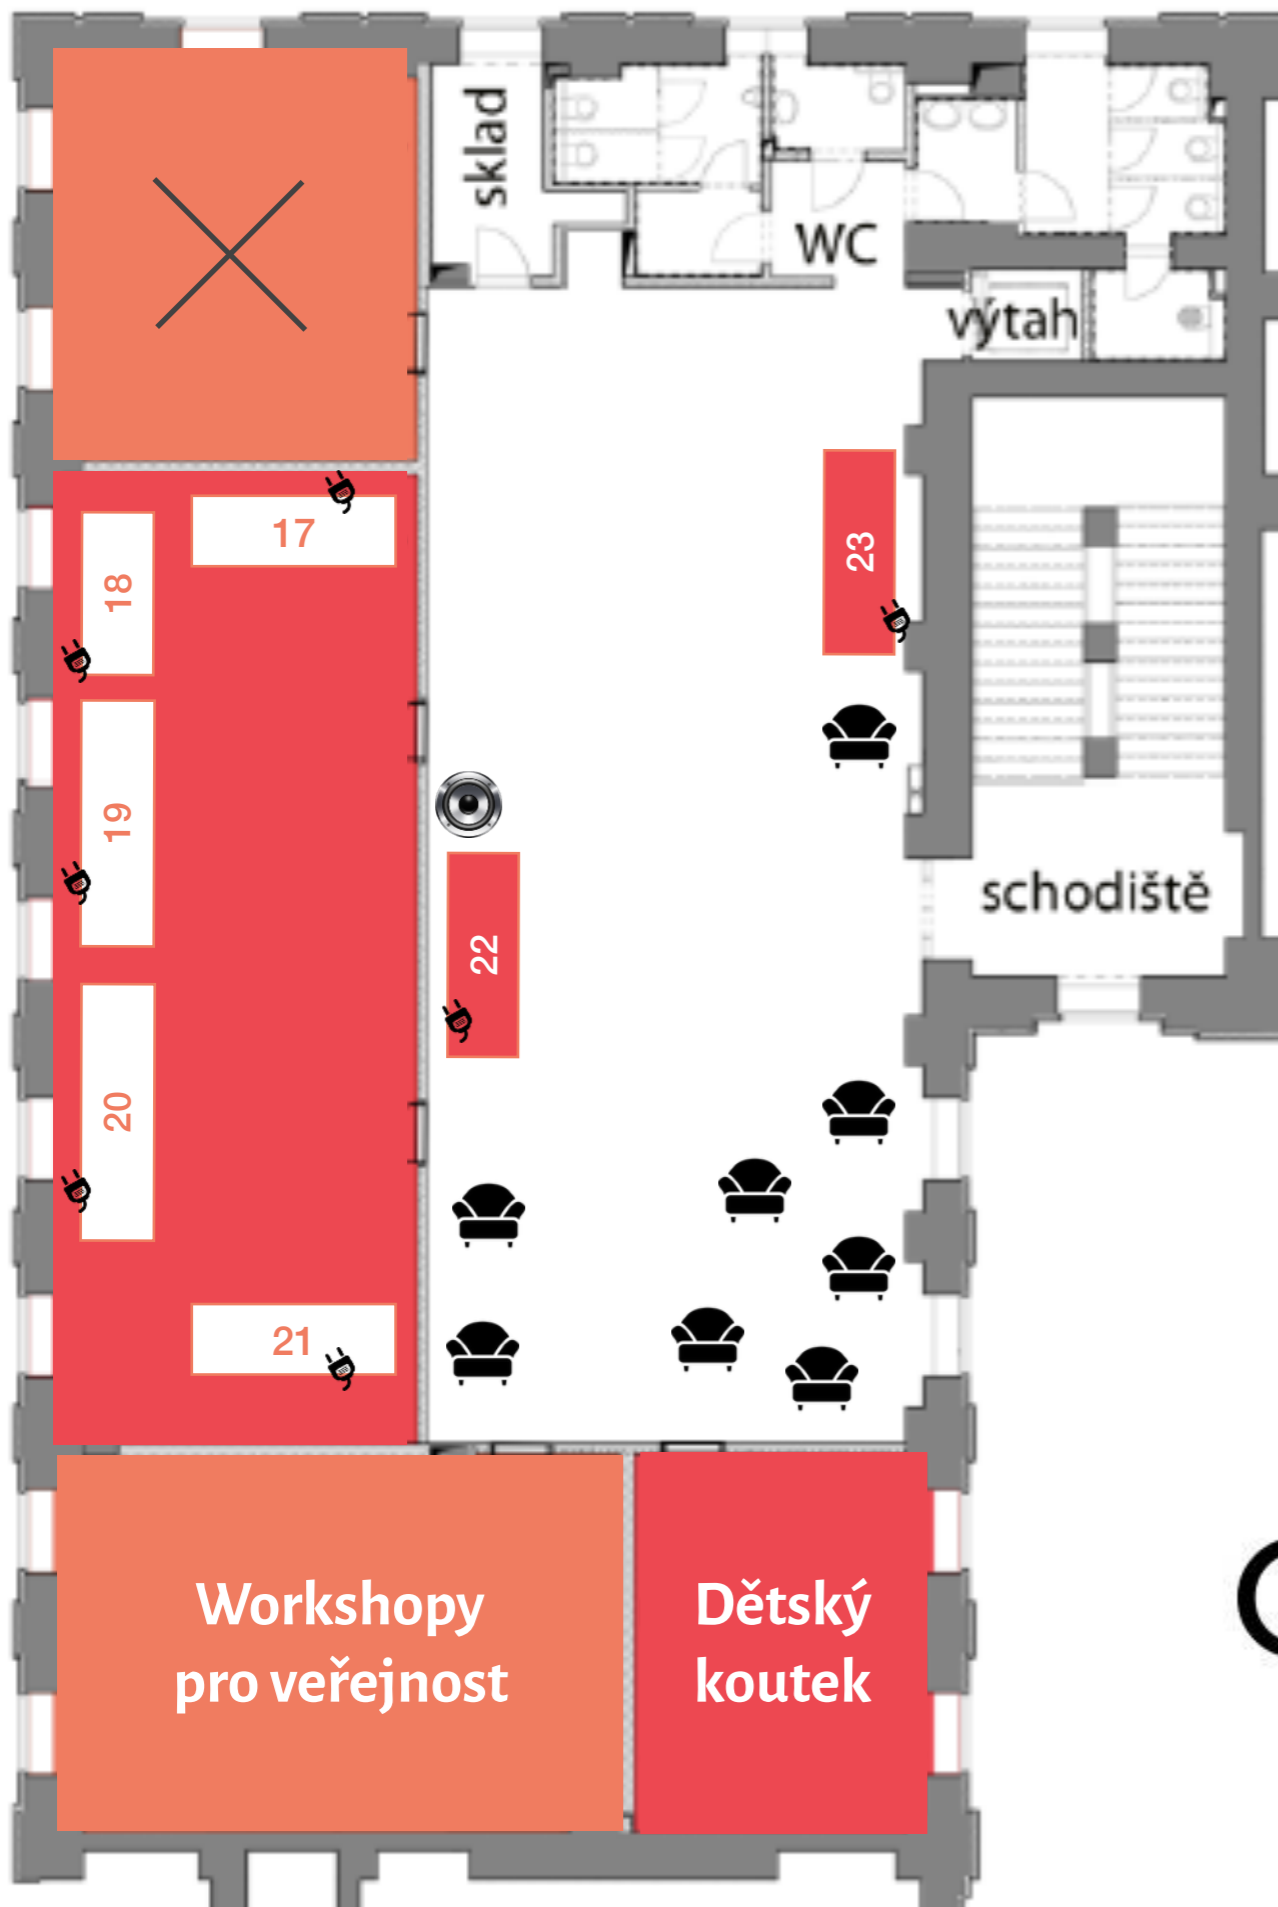 sklad
WC
výtah
17
18
23
19
schodiště
22
20
21
Workshopy
pro veřejnost
Dětský
koutek